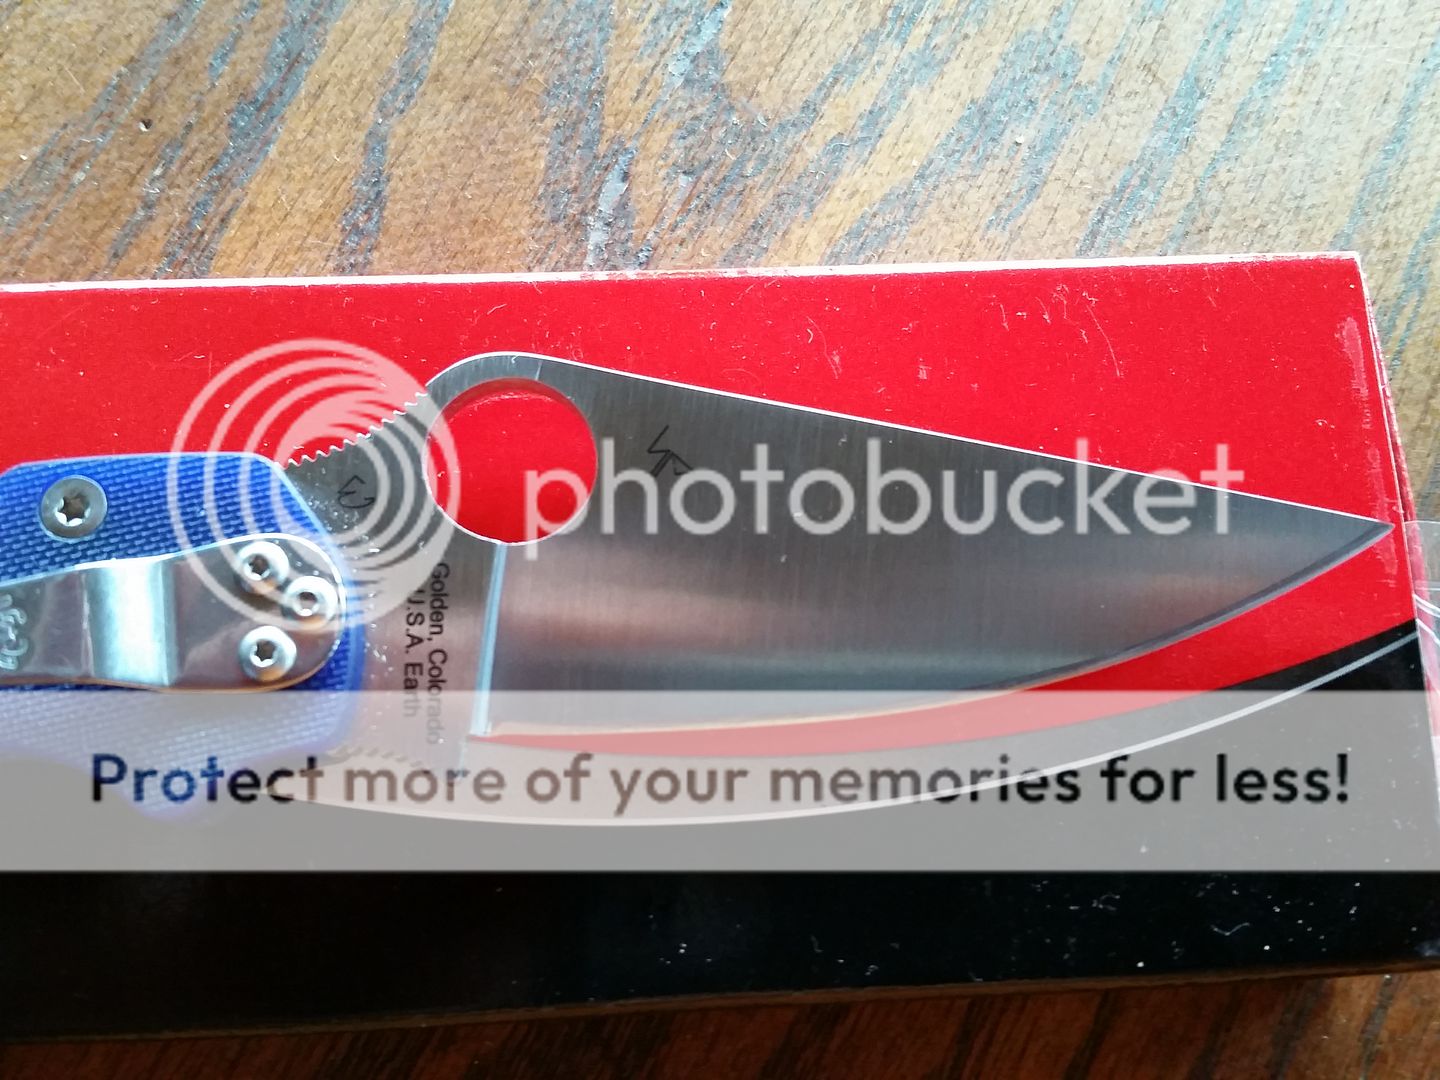 photobucket
Golden, Colorado
U.S.A. Earth
Protect more of your memories for less!